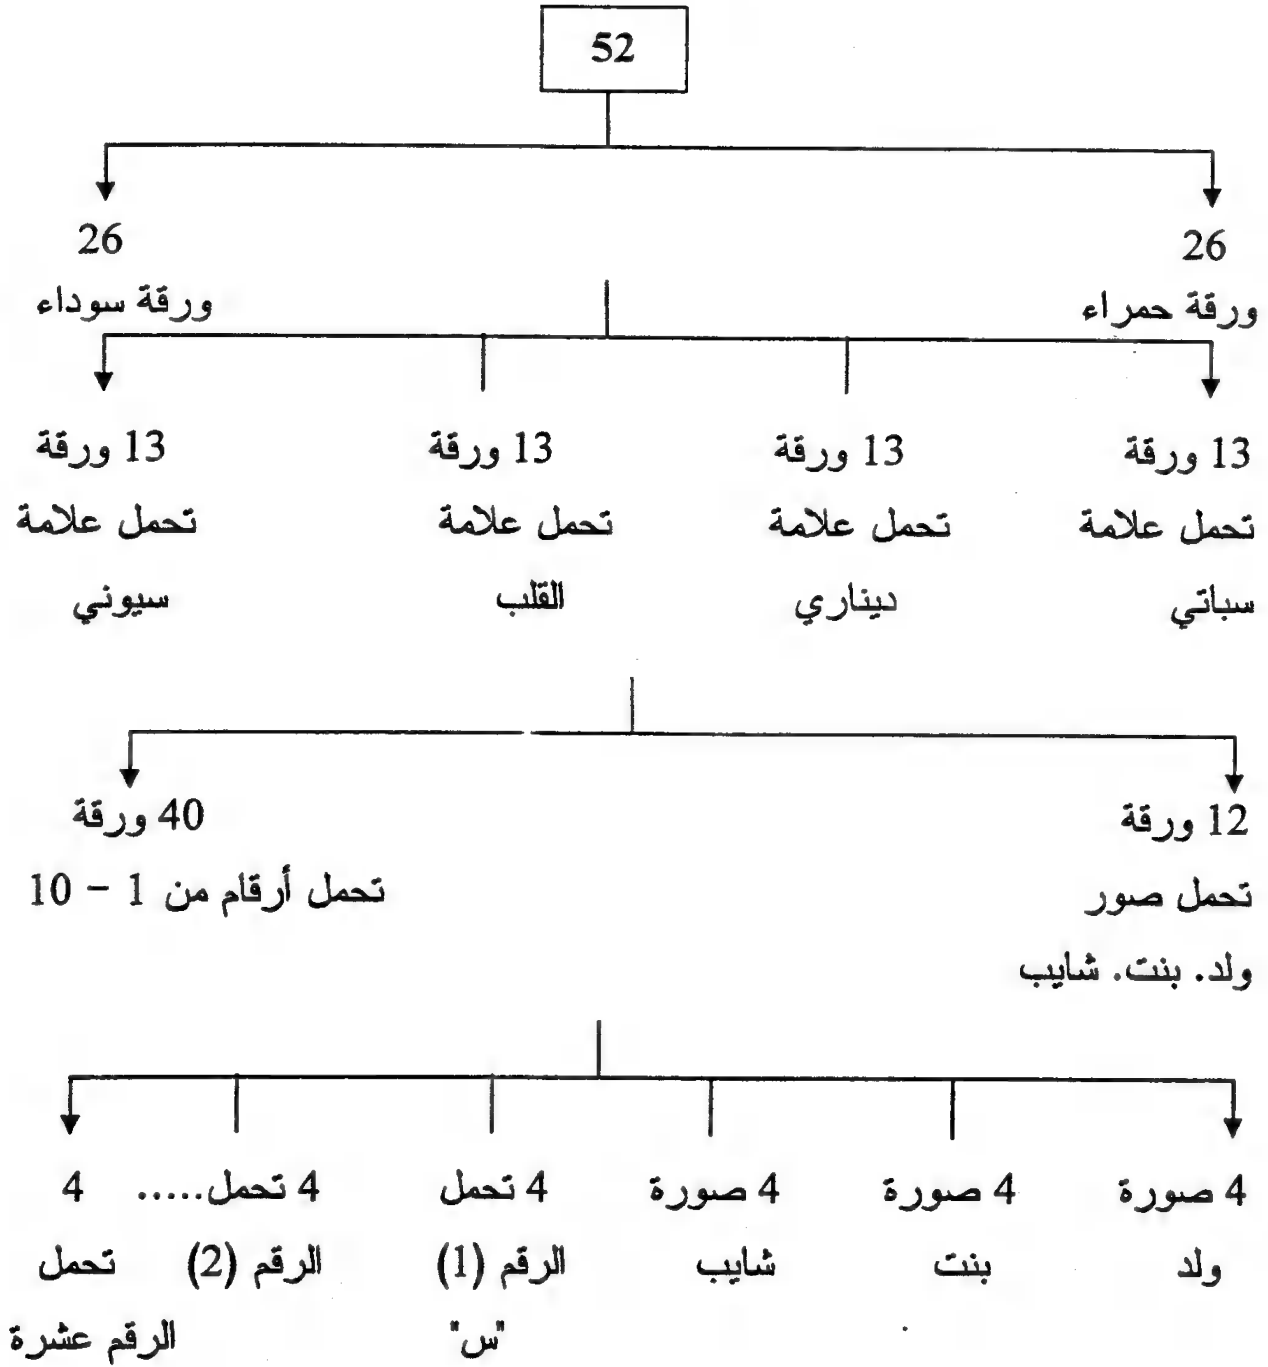 52
26 26
ورقة حمراء ورقة سوداء
13 ورقة 13 ورقة 13 ورقة 13 ورقة
تحمل علامة تحمل علامة تحمل علامة تحمل علامة
سباتي ديناري القلب سيوني
12 ورقة 40 ورقة
تحمل صور تحمل أرقام من 1 - 10
ولد. بنت. شايب
4 صورة 4 صورة 4 صورة 4 تحمل 4 تحمل..... 4
ولد بنت شايب الرقم (1) الرقم (2) تحمل
"س" الرقم عشرة